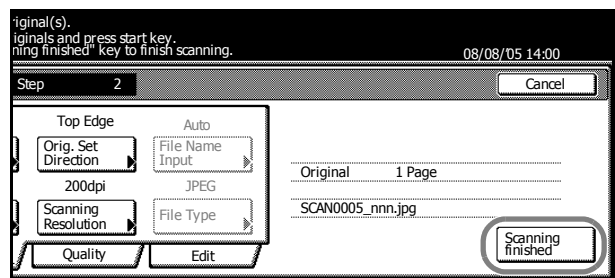 riginal(s).
iginals and press start key.
ning finished" key to finish scanning.
08/08/'05 14:00
Step 2
Cancel
Top Edge
Auto
Orig. Set
Direction
File Name
Input
200dpi
JPEG
Original 1 Page
Scanning
Resolution
File Type
SCAN0005_nnn.jpg
Scanning
finished
Quality
Edit